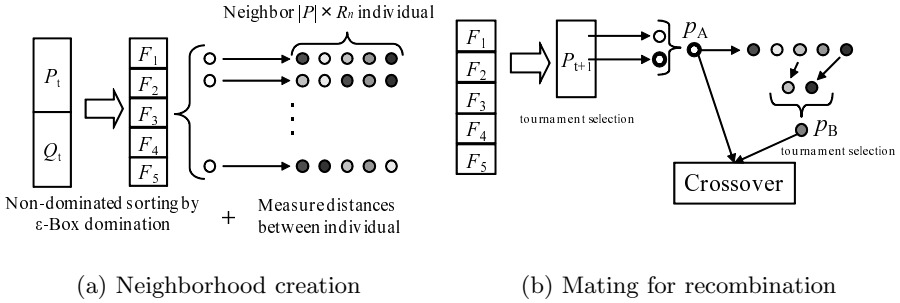 Neighbor |P| × Rn individual
Pt
Qt
F1
F2
F3
F4
F5
Non-dominated sorting by
ε-Box domination
+
Measure distances
between individual
(a) Neighborhood creation
F1
F2
F3
F4
F5
Pt+1
tournament selection
pA
pB
tournament selection
Crossover
(b) Mating for recombination